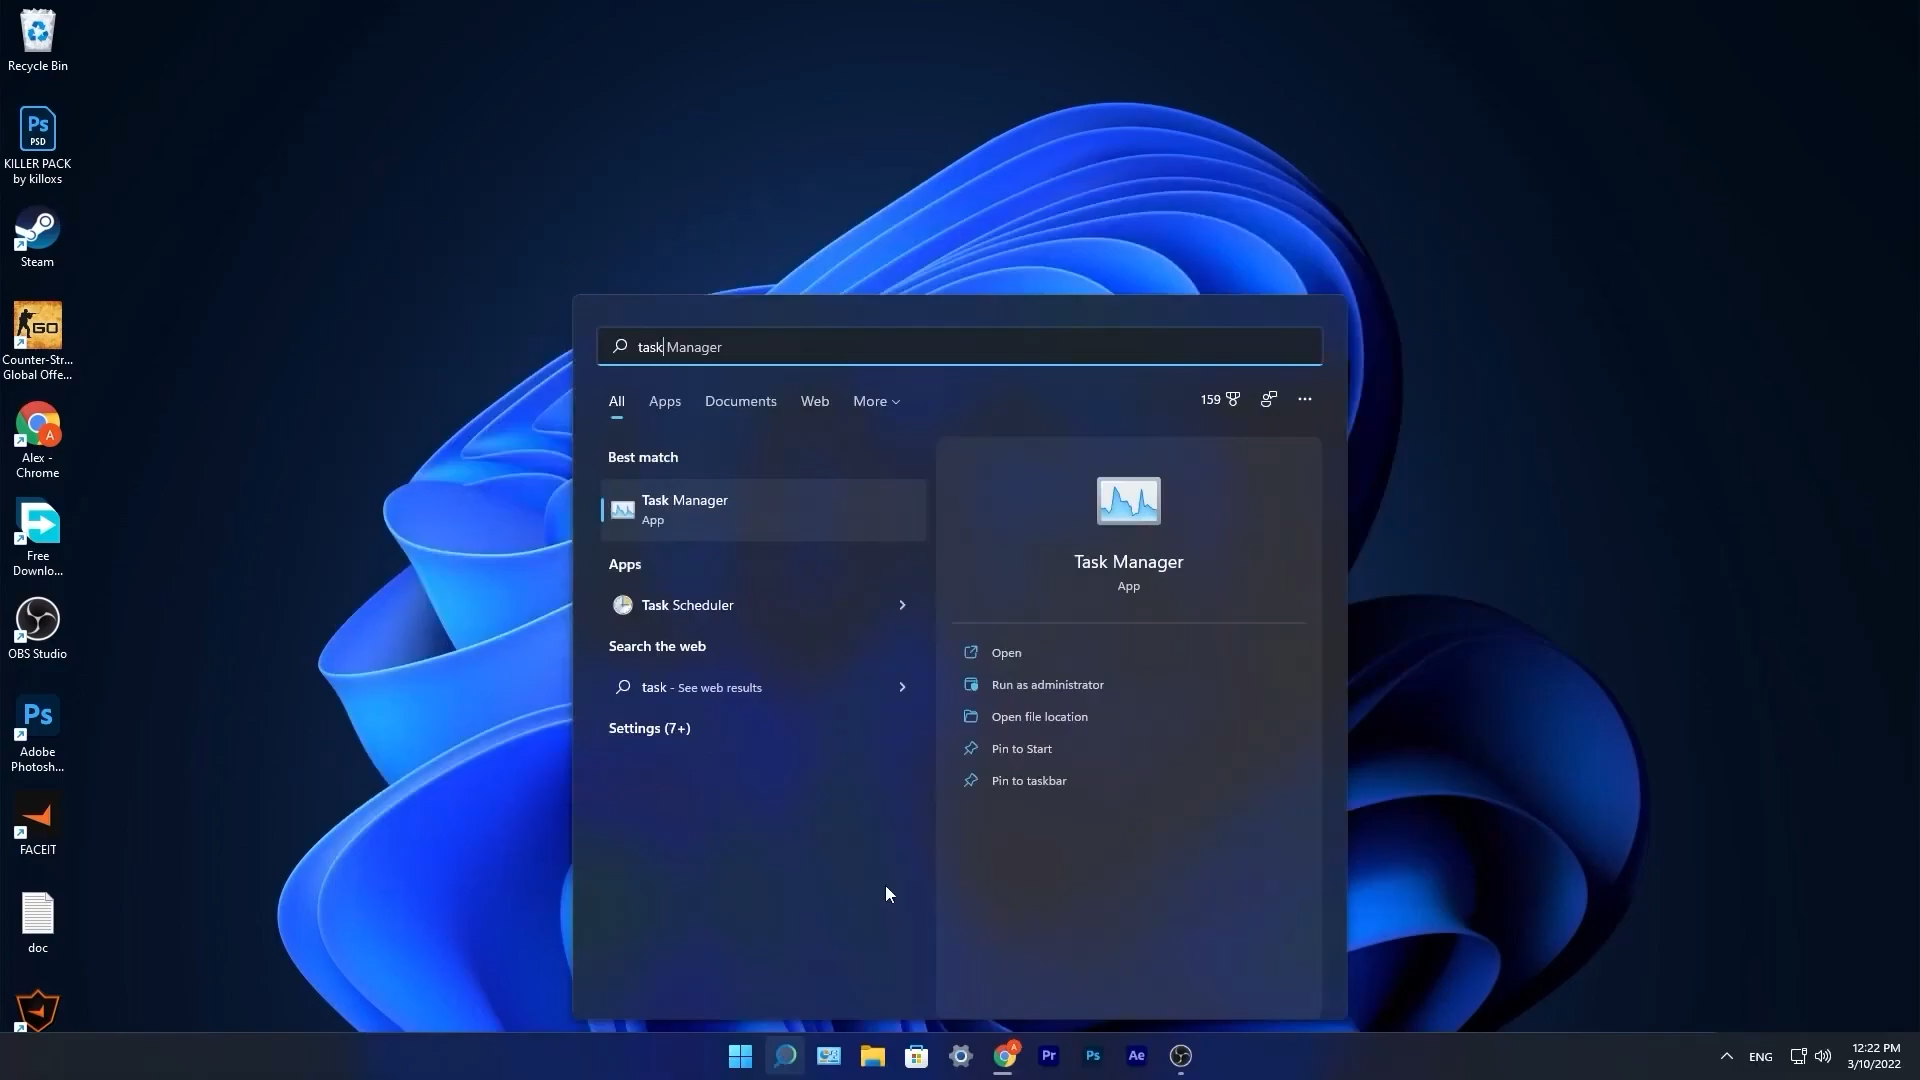 Recycle Bin
Ps
PSD
KILLER PACK
by killoxs
Steam
GO
Counter-Str...
Global Offe...
A
Alex -
Chrome
Free
Downlo...
OBS Studio
Ps
Adobe
Photosh...
FACEIT
doc
task Manager
All Apps Documents Web More
159
Best match
Task Manager
App
Apps
Task Scheduler
Search the web
task - See web results
Settings (7+)
Task Manager
App
Open
Run as administrator
Open file location
Pin to Start
Pin to taskbar
A
Pr
Ps
Ae
ENG
12:22 PM
3/10/2022